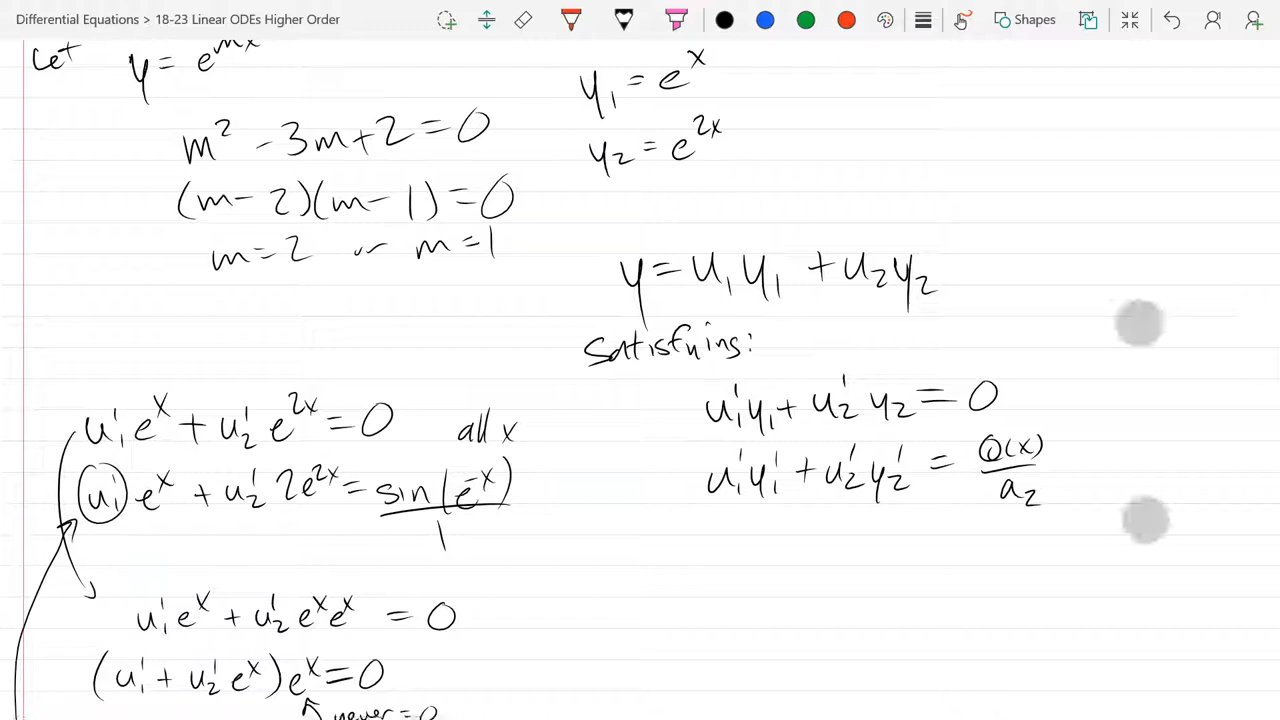 Differential Equations > 18-23 Linear ODEs Higher Order
Shapes
Let y = e^{mx}
m² - 3m + 2 = 0
(m - 2)(m - 1) = 0
m = 2 or m = 1
y₁ = e^x
y₂ = e^{2x}
y = u₁y₁ + u₂y₂
Satisfying:
u₁'y₁ + u₂'y₂ = 0
u₁'y₁' + u₂'y₂' = Q(x)/a₂
u₁'e^x + u₂'e^{2x} = 0 all x
u₁'e^x + u₂'2e^{2x} = sin(e^{-x})/1
u₁'e^x + u₂'e^xe^x = 0
(u₁' + u₂'e^x)e^x = 0
never = 0